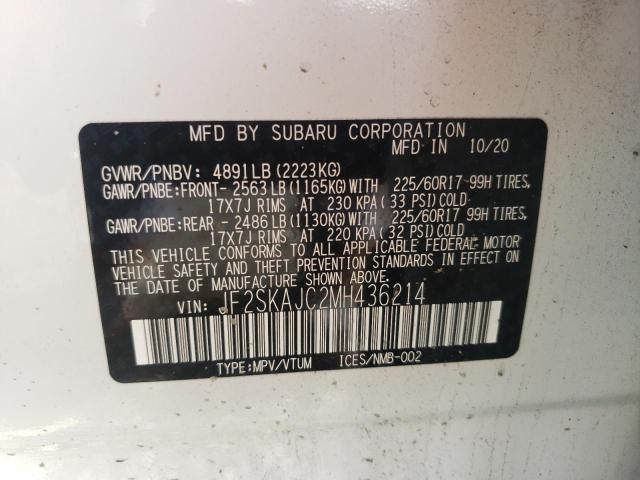 MFD BY SUBARU CORPORATION
MFD IN 10/20
GVWR/PNBV: 4891LB(2223KG)
GAWR/PNBE:FRONT-2563LB(1165KG)WITH 225/60R17 99H TIRES,
17X7J RIMS AT 230 KPA(33 PSI)COLD
GAWR/PNBE:REAR -2486LB(1130KG)WITH 225/60R17 99H TIRES,
17X7J RIMS AT 220 KPA(32 PSI)COLD
THIS VEHICLE CONFORMS TO ALL APPLICABLE FEDERAL MOTOR
VEHICLE SAFETY AND THEFT PREVENTION STANDARDS IN EFFECT ON
THE DATE OF MANUFACTURE SHOWN ABOVE.
VIN: JF2SKAJC2MH436214
TYPE:MPV/VTUM ICES/NMB-002